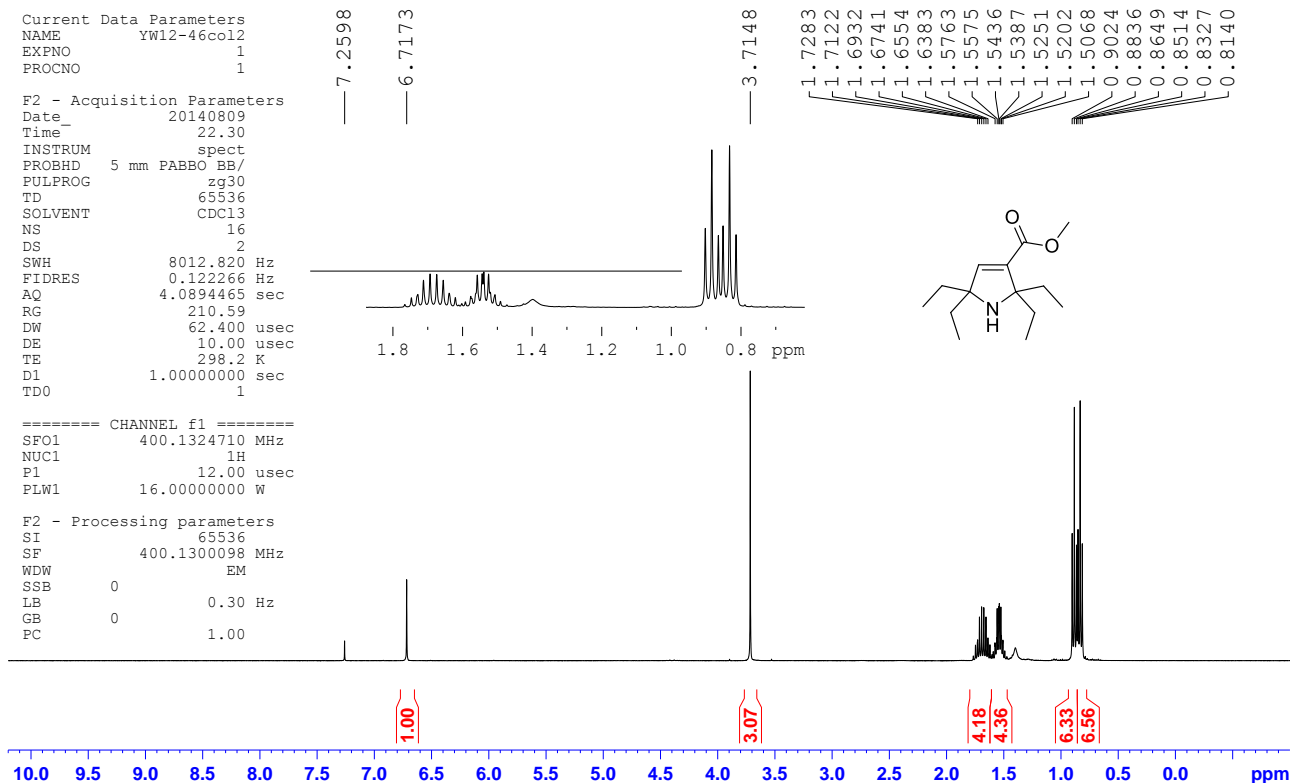 Current Data Parameters
NAME YW12-46col2
EXPNO 1
PROCNO 1
F2 - Acquisition Parameters
Date_ 20140809
Time 22.30
INSTRUM spect
PROBHD 5 mm PABBO BB/
PULPROG zg30
TD 65536
SOLVENT CDCl3
NS 16
DS 2
SWH 8012.820 Hz
FIDRES 0.122266 Hz
AQ 4.0894465 sec
RG 210.59
DW 62.400 usec
DE 10.00 usec
TE 298.2 K
D1 1.00000000 sec
TD0 1
======== CHANNEL f1 ========
SFO1 400.1324710 MHz
NUC1 1H
P1 12.00 usec
PLW1 16.00000000 W
F2 - Processing parameters
SI 65536
SF 400.1300098 MHz
WDW EM
SSB 0
LB 0.30 Hz
GB 0
PC 1.00
7.2598
6.7173
3.7148
1.7283
1.7122
1.6932
1.6741
1.6554
1.6383
1.5763
1.5575
1.5436
1.5387
1.5251
1.5202
1.5068
0.9024
0.8836
0.8649
0.8514
0.8327
0.8140
1.8 1.6 1.4 1.2 1.0 0.8 ppm
O
O
N
H
1.00
3.07
4.18
4.36
6.33
6.56
10.0 9.5 9.0 8.5 8.0 7.5 7.0 6.5 6.0 5.5 5.0 4.5 4.0 3.5 3.0 2.5 2.0 1.5 1.0 0.5 0.0 ppm